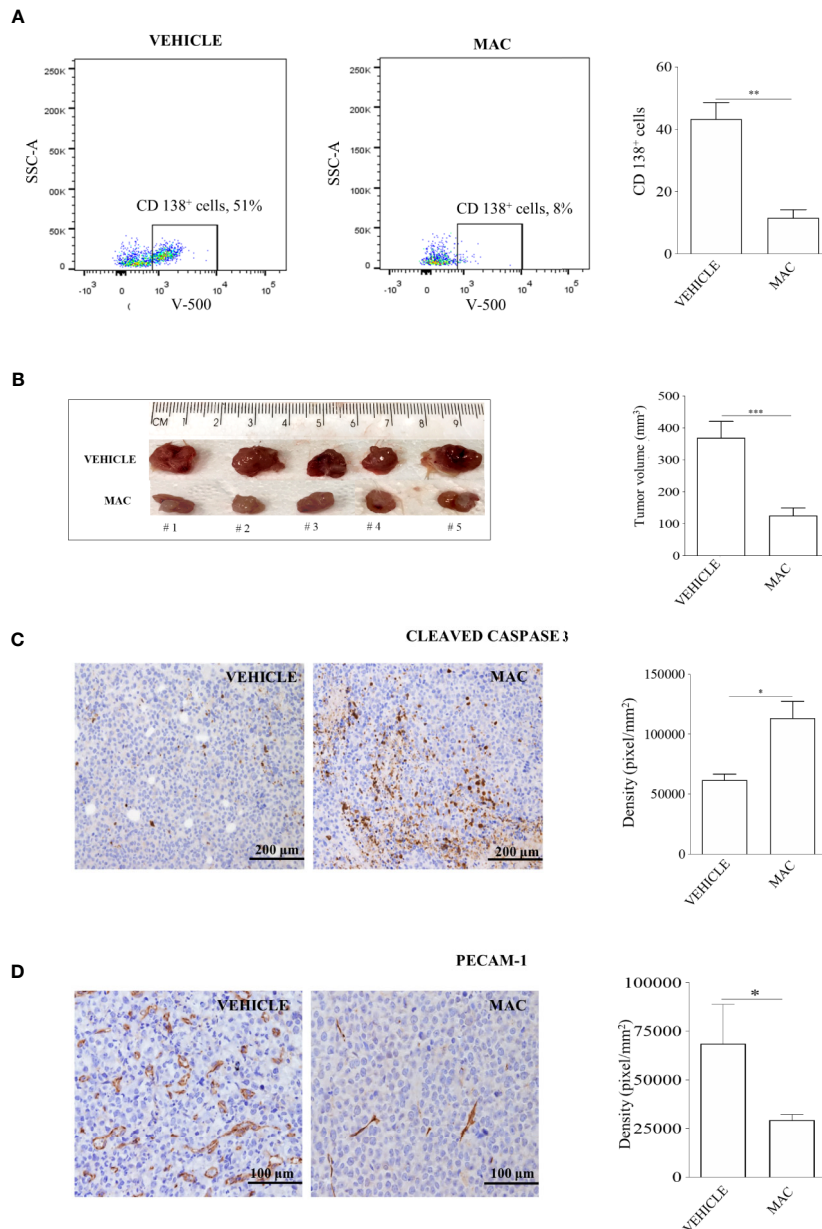 A
VEHICLE
250K
200K
50K
00K
50K
0
SSC-A
CD 138+ cells, 51%
-10³ 0 10³ 10⁴ 10⁵
(
V-500
MAC
250K
200K
150K
00K
50K
0
SSC-A
CD 138+ cells, 8%
-10³ 0 10³ 10⁴ 10⁵
V-500
60
40
20
0
CD 138+ cells
**
VEHICLE
MAC
B
CM 1 2 3 4 5 6 7 8 9
VEHICLE
MAC
# 1 # 2 # 3 # 4 # 5
500
400
300
200
100
0
Tumor volume (mm³)
***
VEHICLE
MAC
C
CLEAVED CASPASE 3
VEHICLE
200 µm
MAC
200 µm
150000
100000
50000
0
Density (pixel/mm²)
*
VEHICLE
MAC
D
PECAM-1
VEHICLE
100 µm
MAC
100 µm
100000
75000
50000
25000
0
Density (pixel/mm²)
*
VEHICLE
MAC